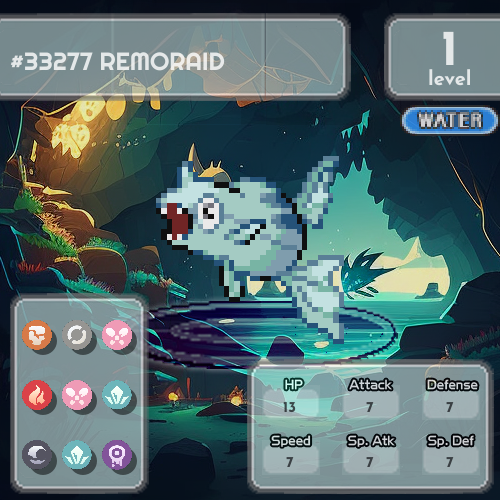 #33277 REMORAID
1
level
WATER
HP Attack Defense
13 7 7
Speed Sp. Atk Sp. Def
7 7 7